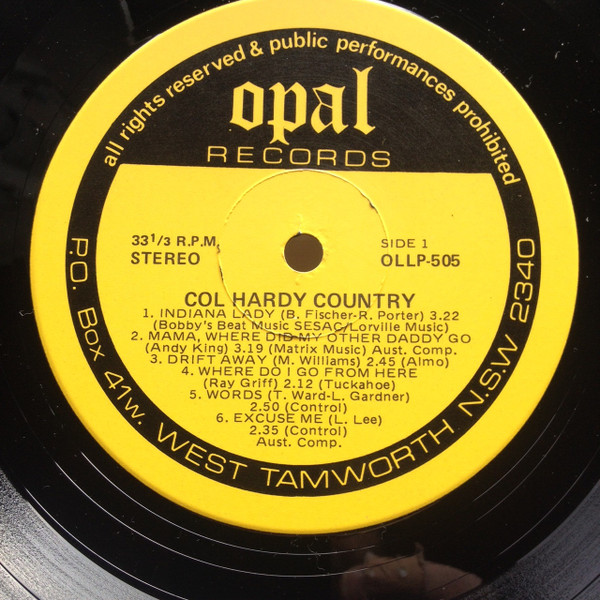 all rights reserved & public performances prohibited
opal
RECORDS
33 1/3 R.P.M.
STEREO
SIDE 1
OLLP-505
COL HARDY COUNTRY
1. INDIANA LADY (B. Fischer-R. Porter) 3.22
(Bobby's Beat Music SESAC/Lorville Music)
2. MAMA, WHERE DID MY OTHER DADDY GO
(Andy King) 3.19 (Matrix Music) Aust. Comp.
3. DRIFT AWAY (M. Williams) 2.45 (Almo)
4. WHERE DO I GO FROM HERE
(Ray Griff) 2.12 (Tuckahoe)
5. WORDS (T. Ward-L. Gardner)
2.50 (Control)
6. EXCUSE ME (L. Lee)
2.35 (Control)
Aust. Comp.
P.O. Box 41w. WEST TAMWORTH N.S.W 2340